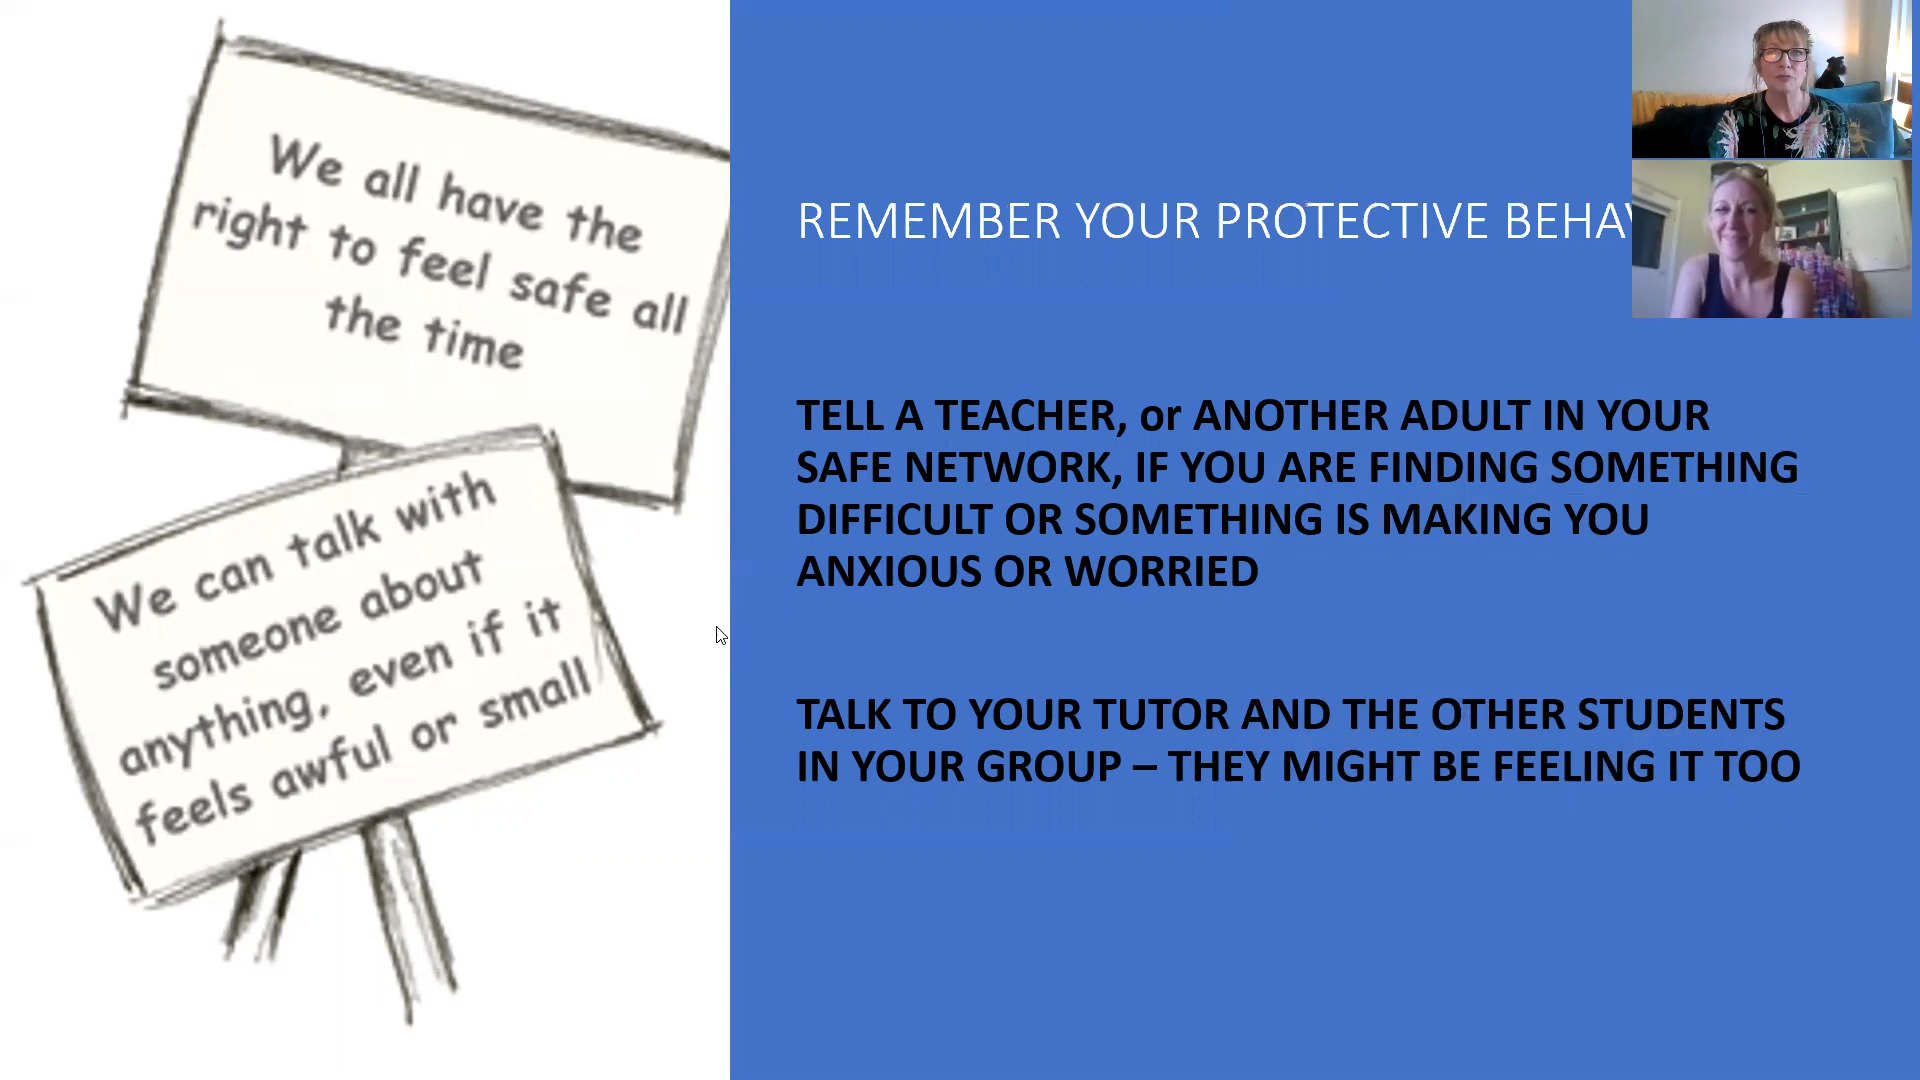 We all have the
right to feel safe all
the time
We can talk with
someone about
anything, even if it
feels awful or small
REMEMBER YOUR PROTECTIVE
TELL A TEACHER, or ANOTHER ADULT IN YOUR
SAFE NETWORK, IF YOU ARE FINDING SOMETHING
DIFFICULT OR SOMETHING IS MAKING YOU
ANXIOUS OR WORRIED
TALK TO YOUR TUTOR AND THE OTHER STUDENTS
IN YOUR GROUP – THEY MIGHT BE FEELING IT TOO